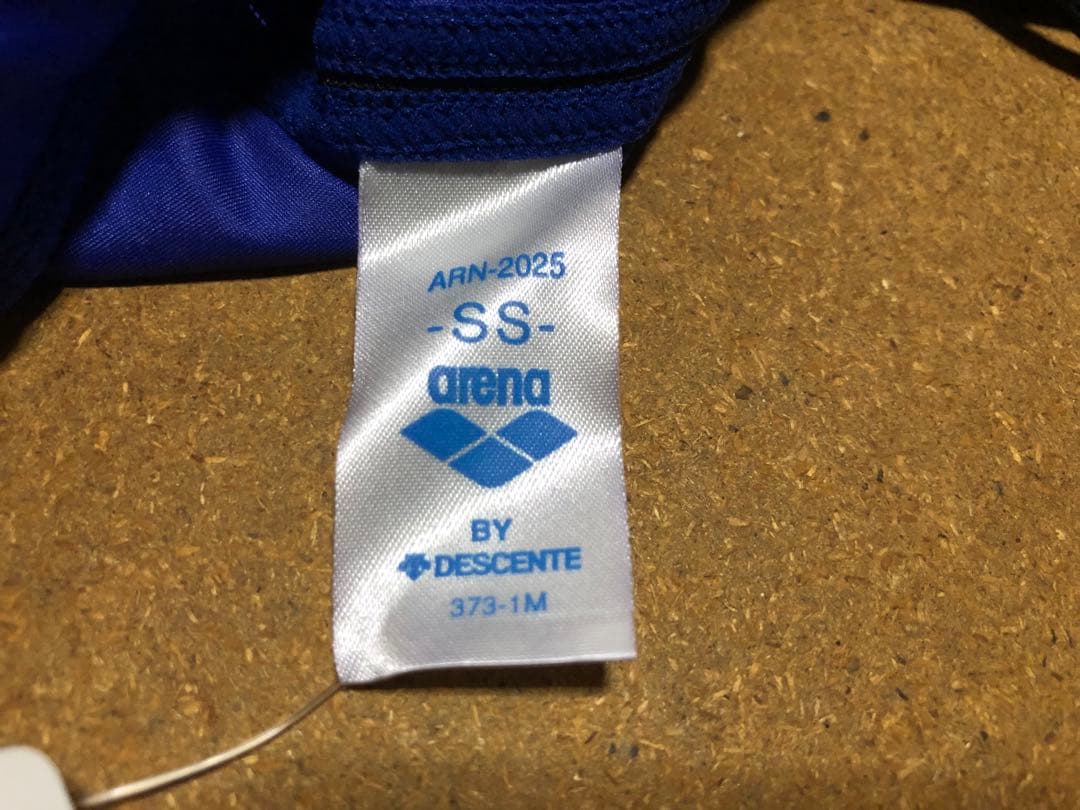 ARN-2025
-SS-
arena
BY
DESCENTE
373-1M